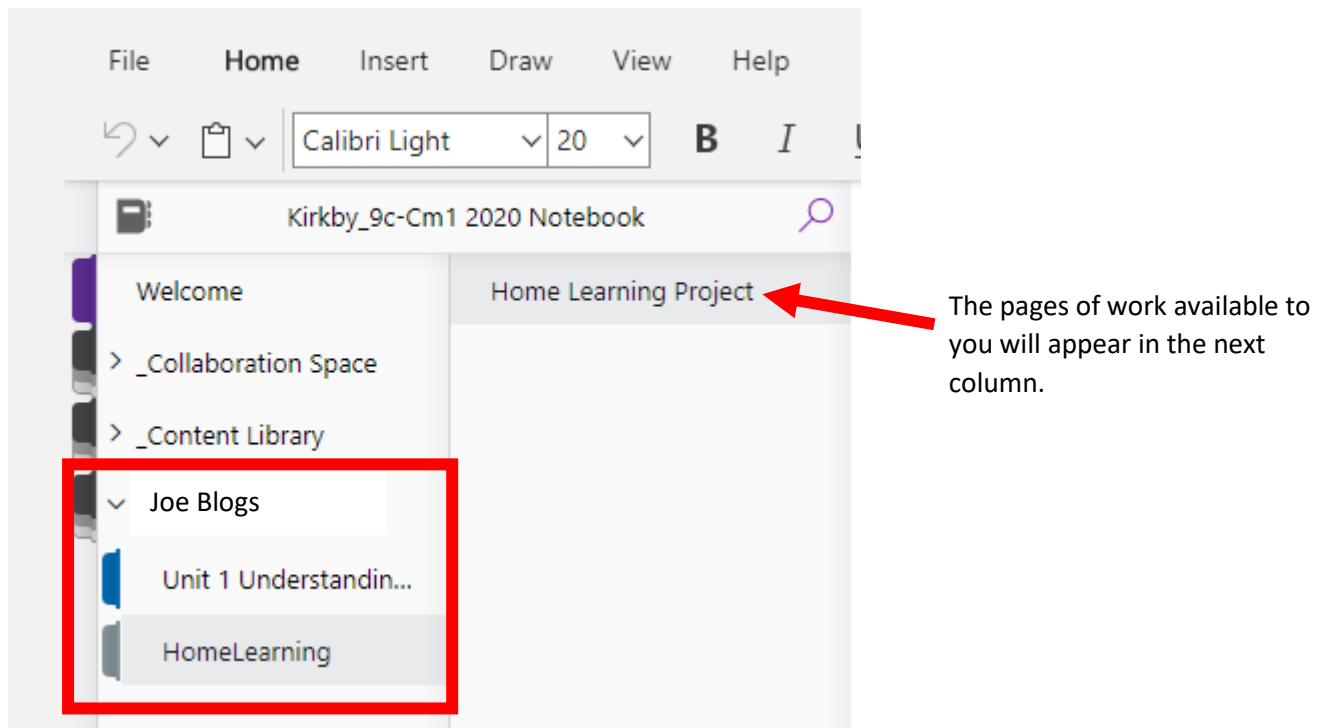 File Home Insert Draw View Help
Calibri Light 20 B I
Kirkby_9c-Cm1 2020 Notebook
Welcome
_Collaboration Space
_Content Library
Joe Blogs
Unit 1 Understandin...
HomeLearning
Home Learning Project
The pages of work available to
you will appear in the next
column.